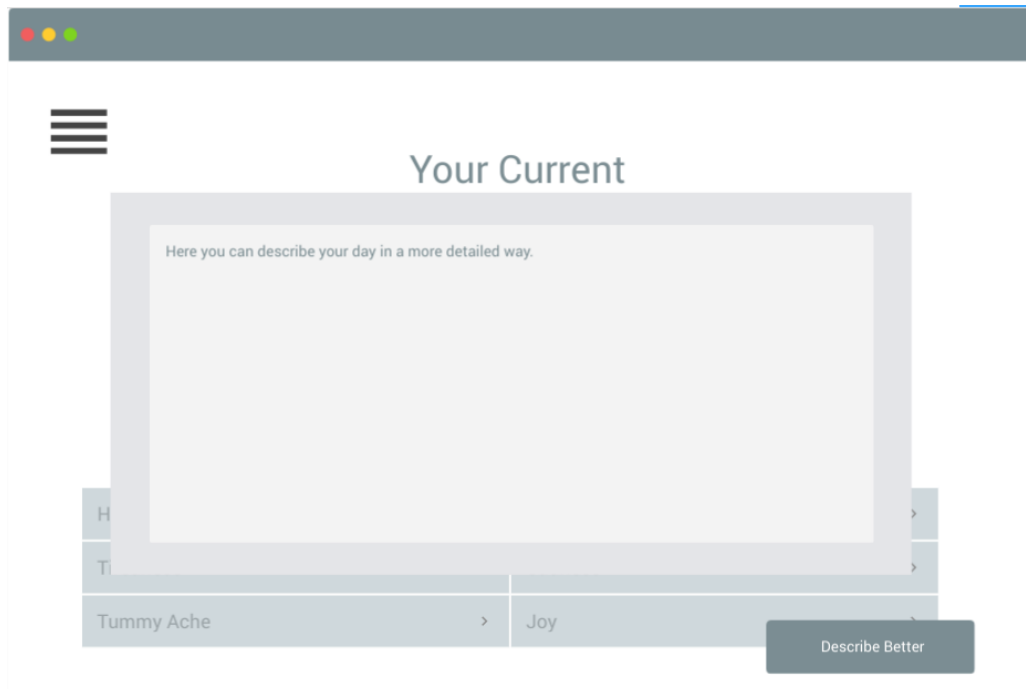 Your Current
Here you can describe your day in a more detailed way.
H
T
Tummy Ache
Joy
Describe Better